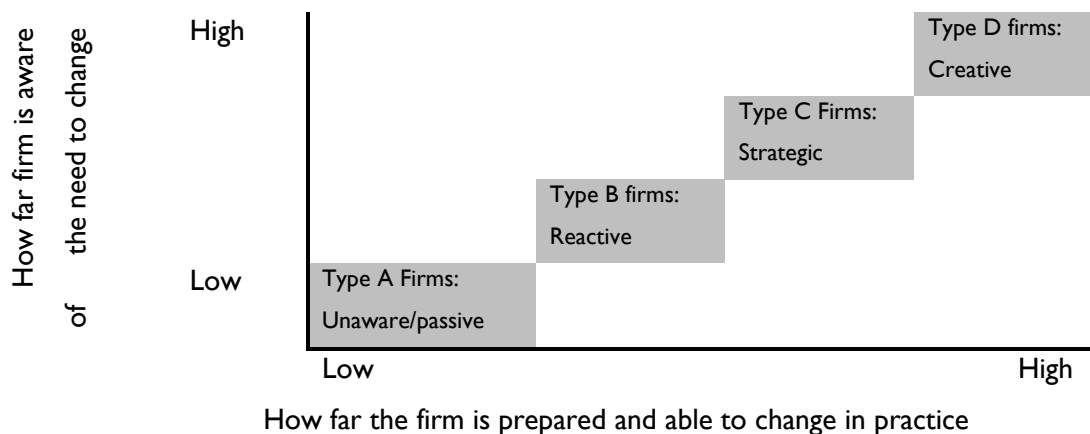 How far firm is aware
of the need to change
High
Type D firms:
Creative
Type C Firms:
Strategic
Type B firms:
Reactive
Low
Type A Firms:
Unaware/passive
Low
High
How far the firm is prepared and able to change in practice